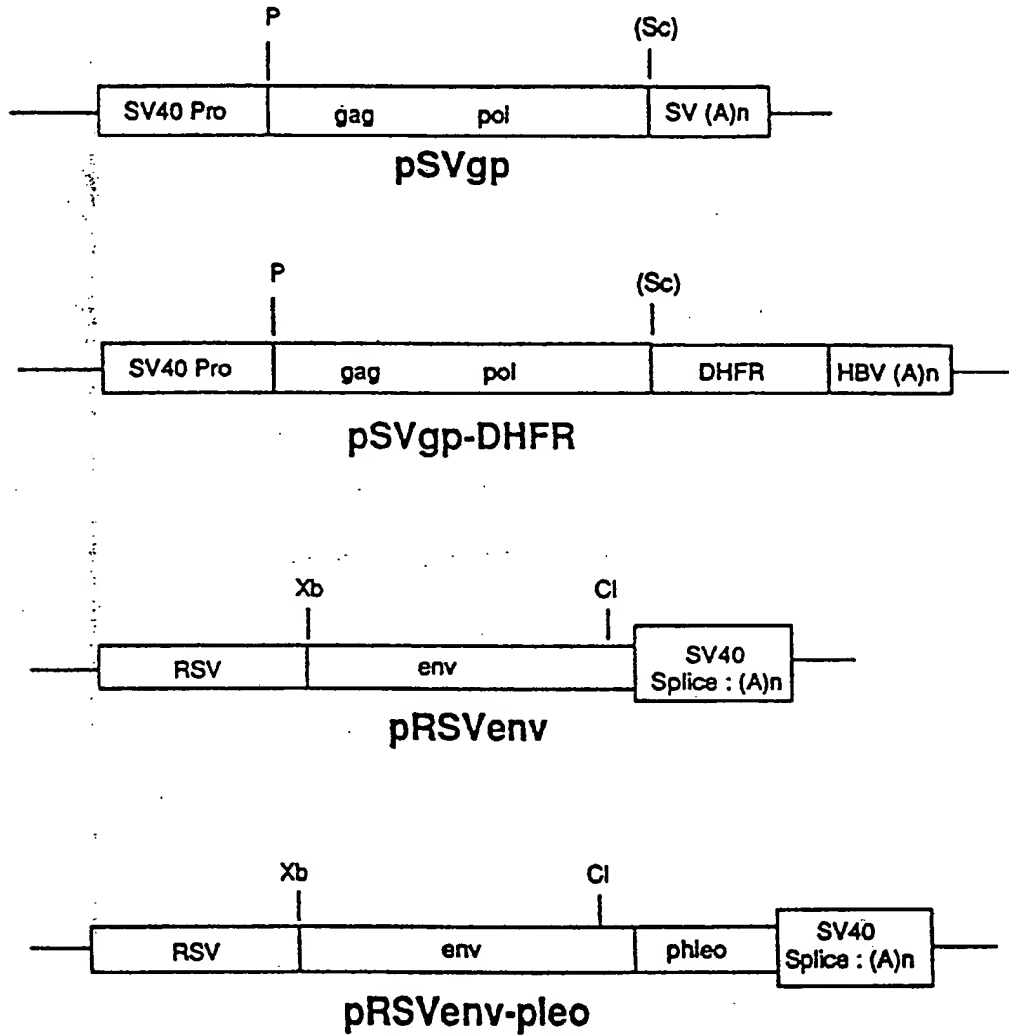 P (Sc)
SV40 Pro gag pol SV (A)n
pSVgp
P (Sc)
SV40 Pro gag pol DHFR HBV (A)n
pSVgp-DHFR
Xb Cl
RSV env SV40
Splice : (A)n
pRSVenv
Xb Cl
RSV env phleo SV40
Splice : (A)n
pRSVenv-pleo